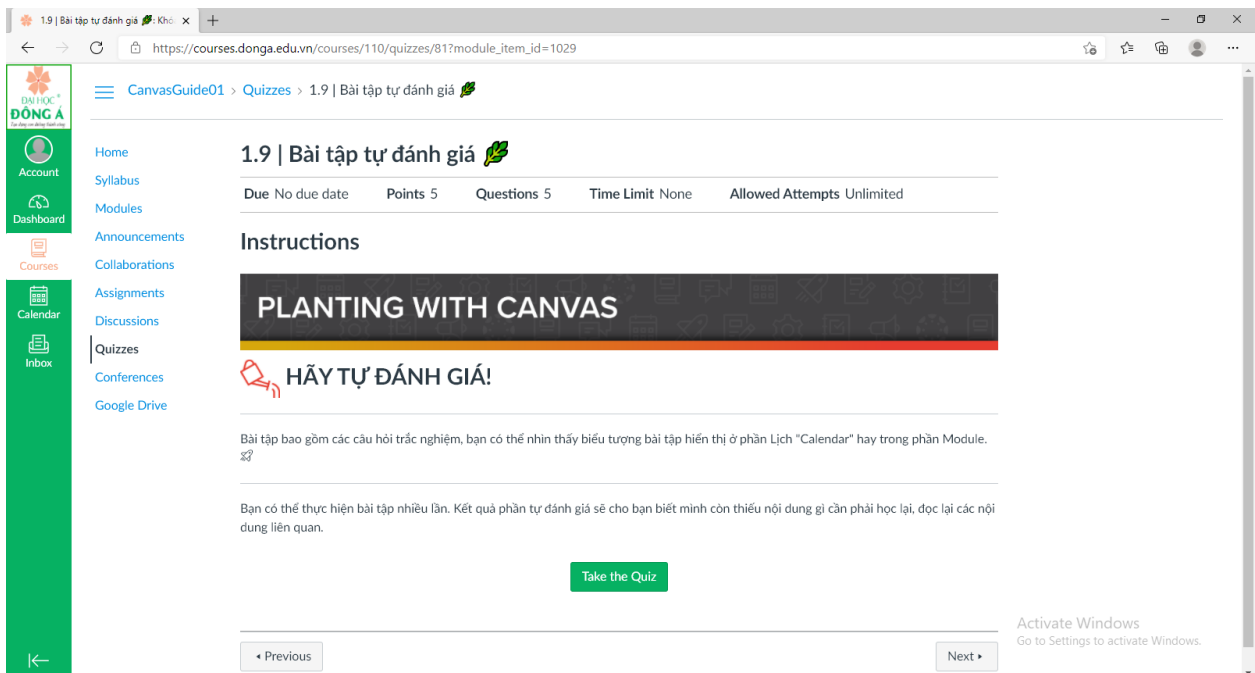 1.9 | Bài tập tự đánh giá : Khó
https://courses.donga.edu.vn/courses/110/quizzes/81?module_item_id=1029
ĐẠI HỌC
ĐÔNG Á
CanvasGuide01 > Quizzes > 1.9 | Bài tập tự đánh giá
Account
Dashboard
Courses
Calendar
Inbox
Home
Syllabus
Modules
Announcements
Collaborations
Assignments
Discussions
Quizzes
Conferences
Google Drive
1.9 | Bài tập tự đánh giá
Due No due date Points 5 Questions 5 Time Limit None Allowed Attempts Unlimited
Instructions
PLANTING WITH CANVAS
HÃY TỰ ĐÁNH GIÁ!
Bài tập bao gồm các câu hỏi trắc nghiệm, bạn có thể nhìn thấy biểu tượng bài tập hiển thị ở phần Lịch "Calendar" hay trong phần Module.
Bạn có thể thực hiện bài tập nhiều lần. Kết quả phần tự đánh giá sẽ cho bạn biết mình còn thiếu nội dung gì cần phải học lại, đọc lại các nội
dung liên quan.
Take the Quiz
Previous
Next
Activate Windows
Go to Settings to activate Windows.